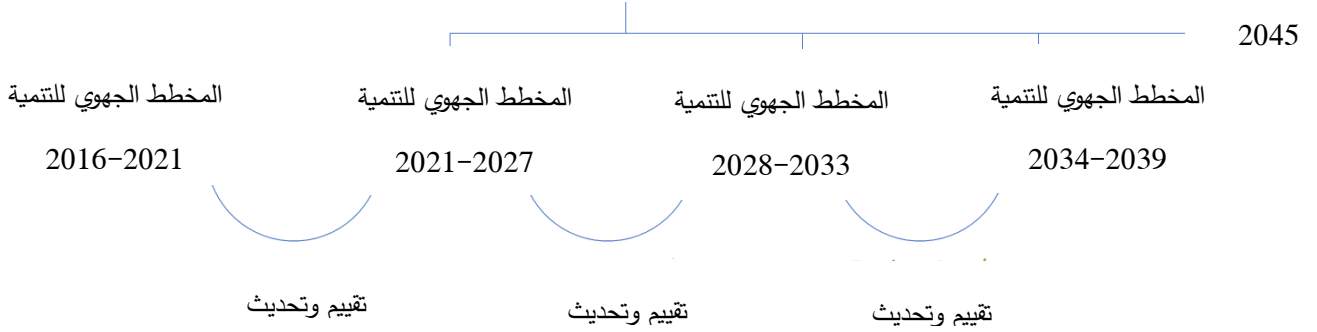 2045
المخطط الجهوي للتنمية
2016-2021
المخطط الجهوي للتنمية
2021-2027
المخطط الجهوي للتنمية
2028-2033
المخطط الجهوي للتنمية
2034-2039
تقييم وتحديث
تقييم وتحديث
تقييم وتحديث